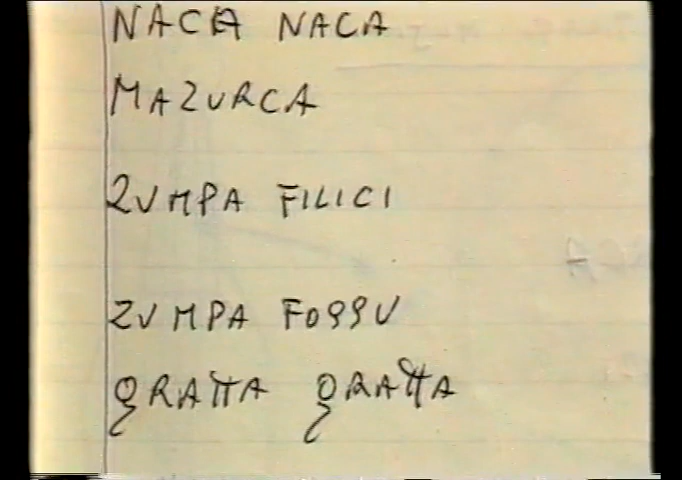 NACA NACA
MAZURCA
ZUMPA FILICI
ZUMPA FOSSU
GRATTA GRATTA